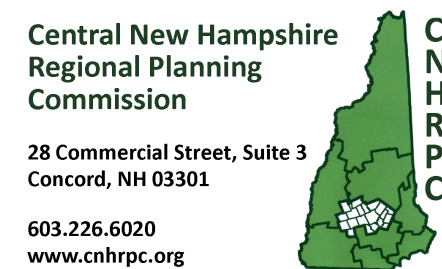 Central New Hampshire
Regional Planning
Commission
28 Commercial Street, Suite 3
Concord, NH 03301
603.226.6020
www.cnhrpc.org
C
N
H
R
P
C